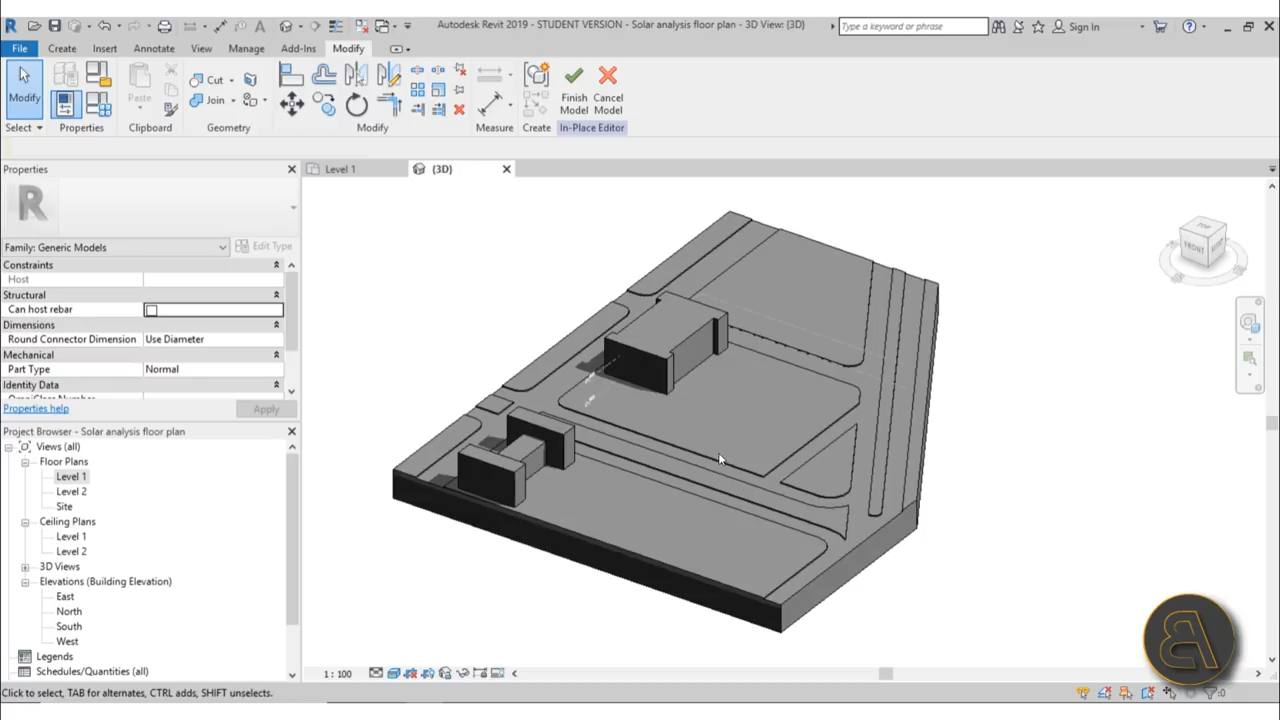 Autodesk Revit 2019 - STUDENT VERSION - Solar analysis floor plan - 3D View: {3D}
Type a keyword or phrase
Sign In
File Create Insert Annotate View Manage Add-Ins Modify
Modify
Select
Properties
Paste
Clipboard
Cut
Join
Geometry
Modify
Measure
Create
Finish Model
Cancel Model
In-Place Editor
Properties
Level 1
{3D}
Family: Generic Models
Edit Type
Constraints
Host
Structural
Can host rebar
Dimensions
Round Connector Dimension Use Diameter
Mechanical
Part Type Normal
Identity Data
Properties help
Apply
Project Browser - Solar analysis floor plan
Views (all)
Floor Plans
Level 1
Level 2
Site
Ceiling Plans
Level 1
Level 2
3D Views
Elevations (Building Elevation)
East
North
South
West
Legends
Schedules/Quantities (all)
TOP
FRONT
1 : 100
Click to select, TAB for alternates, CTRL adds, SHIFT unselects.
:0